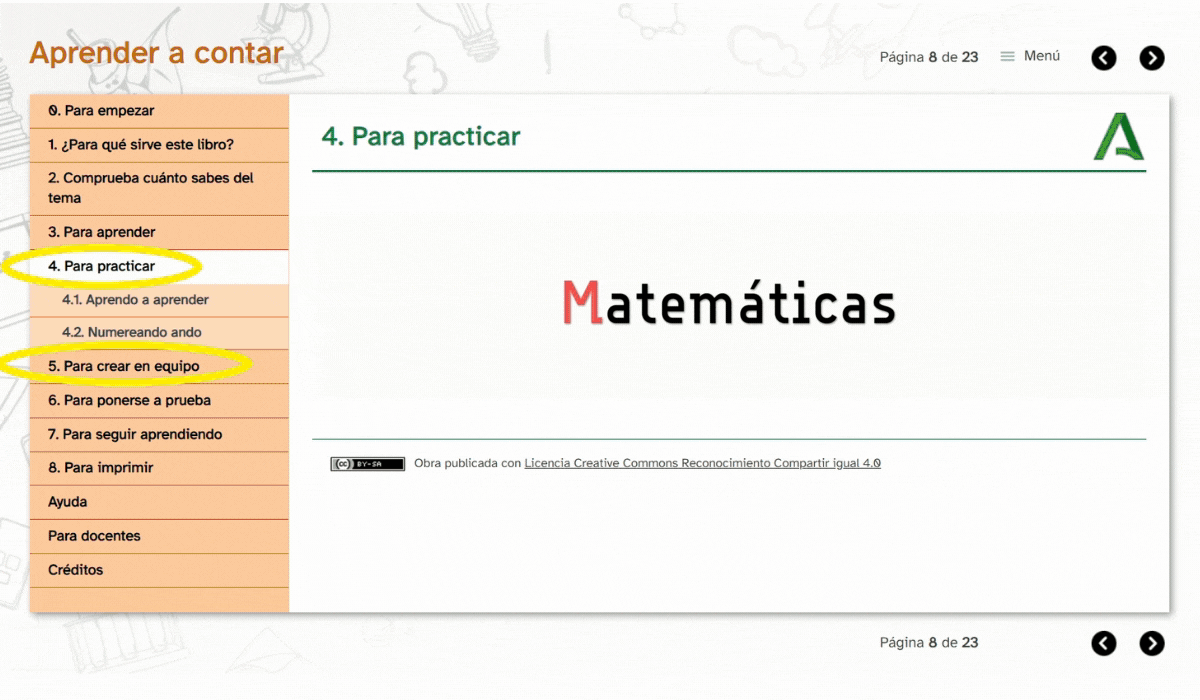 Aprender a contar
Página 8 de 23
Menú
0. Para empezar
1. ¿Para qué sirve este libro?
2. Comprueba cuánto sabes del
tema
3. Para aprender
4. Para practicar
4.1. Aprendo a aprender
4.2. Numereando ando
5. Para crear en equipo
6. Para ponerse a prueba
7. Para seguir aprendiendo
8. Para imprimir
Ayuda
Para docentes
Créditos
4. Para practicar
Matemáticas
(cc) BY-SA
Obra publicada con Licencia Creative Commons Reconocimiento Compartir igual 4.0
Página 8 de 23